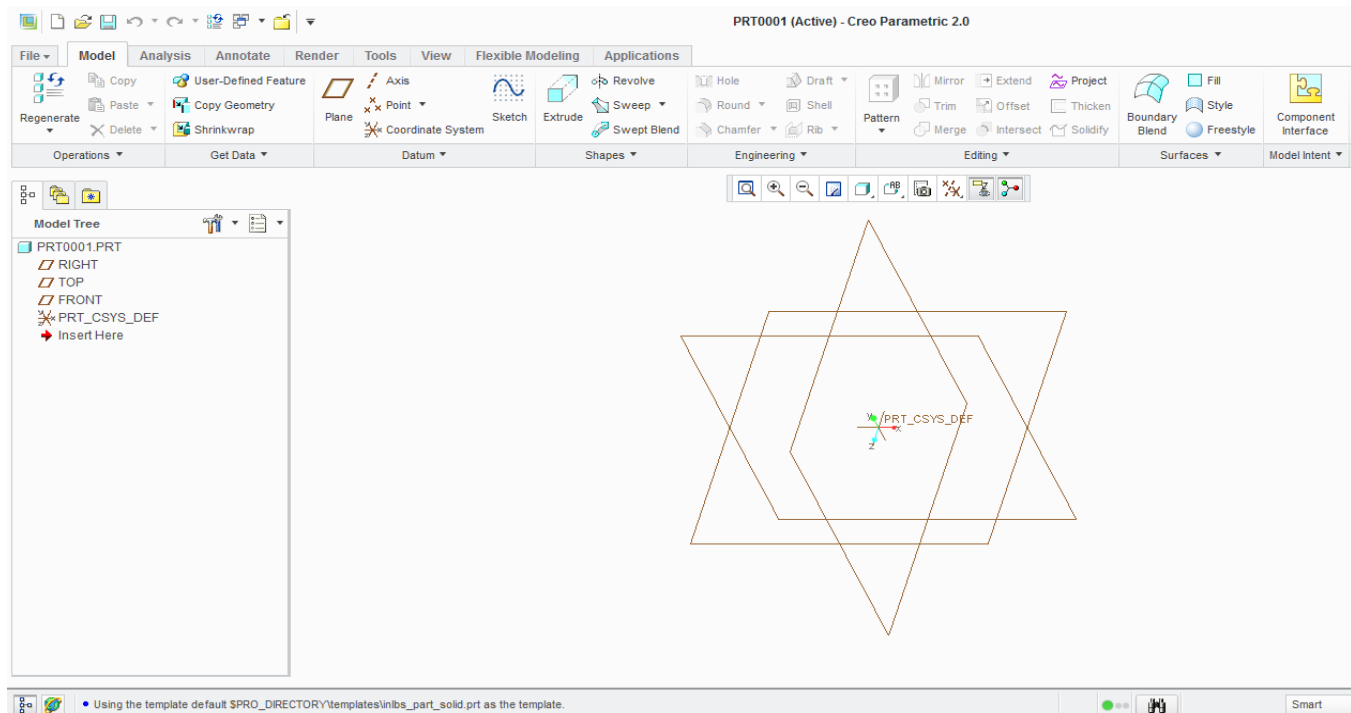 PRT0001 (Active) - Creo Parametric 2.0
File Model Analysis Annotate Render Tools View Flexible Modeling Applications
Copy User-Defined Feature Axis Revolve Hole Draft Mirror Extend Project Fill
Regenerate Paste Copy Geometry Plane Point Sketch Extrude Sweep Round Shell Pattern Trim Offset Thicken Boundary Blend Style Component Interface
Delete Shrinkwrap Coordinate System Swept Blend Chamfer Rib Merge Intersect Solidify Freestyle
Operations Get Data Datum Shapes Engineering Editing Surfaces Model Intent
Model Tree
PRT0001.PRT
RIGHT
TOP
FRONT
PRT_CSYS_DEF
Insert Here
Y PRT_CSYS_DEF
X
Z
Using the template default $PRO_DIRECTORY\templates\inlbs_part_solid.prt as the template.
Smart